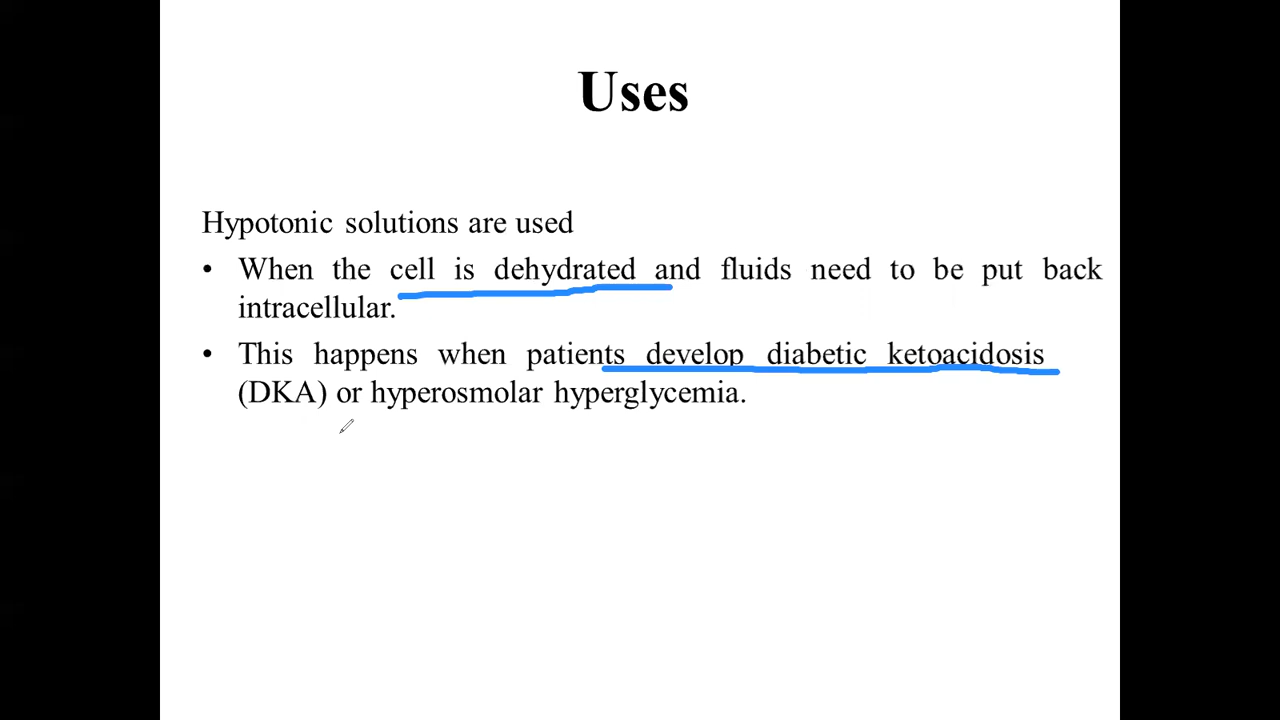 Uses
Hypotonic solutions are used
• When the cell is dehydrated and fluids need to be put back
intracellular.
• This happens when patients develop diabetic ketoacidosis
(DKA) or hyperosmolar hyperglycemia.